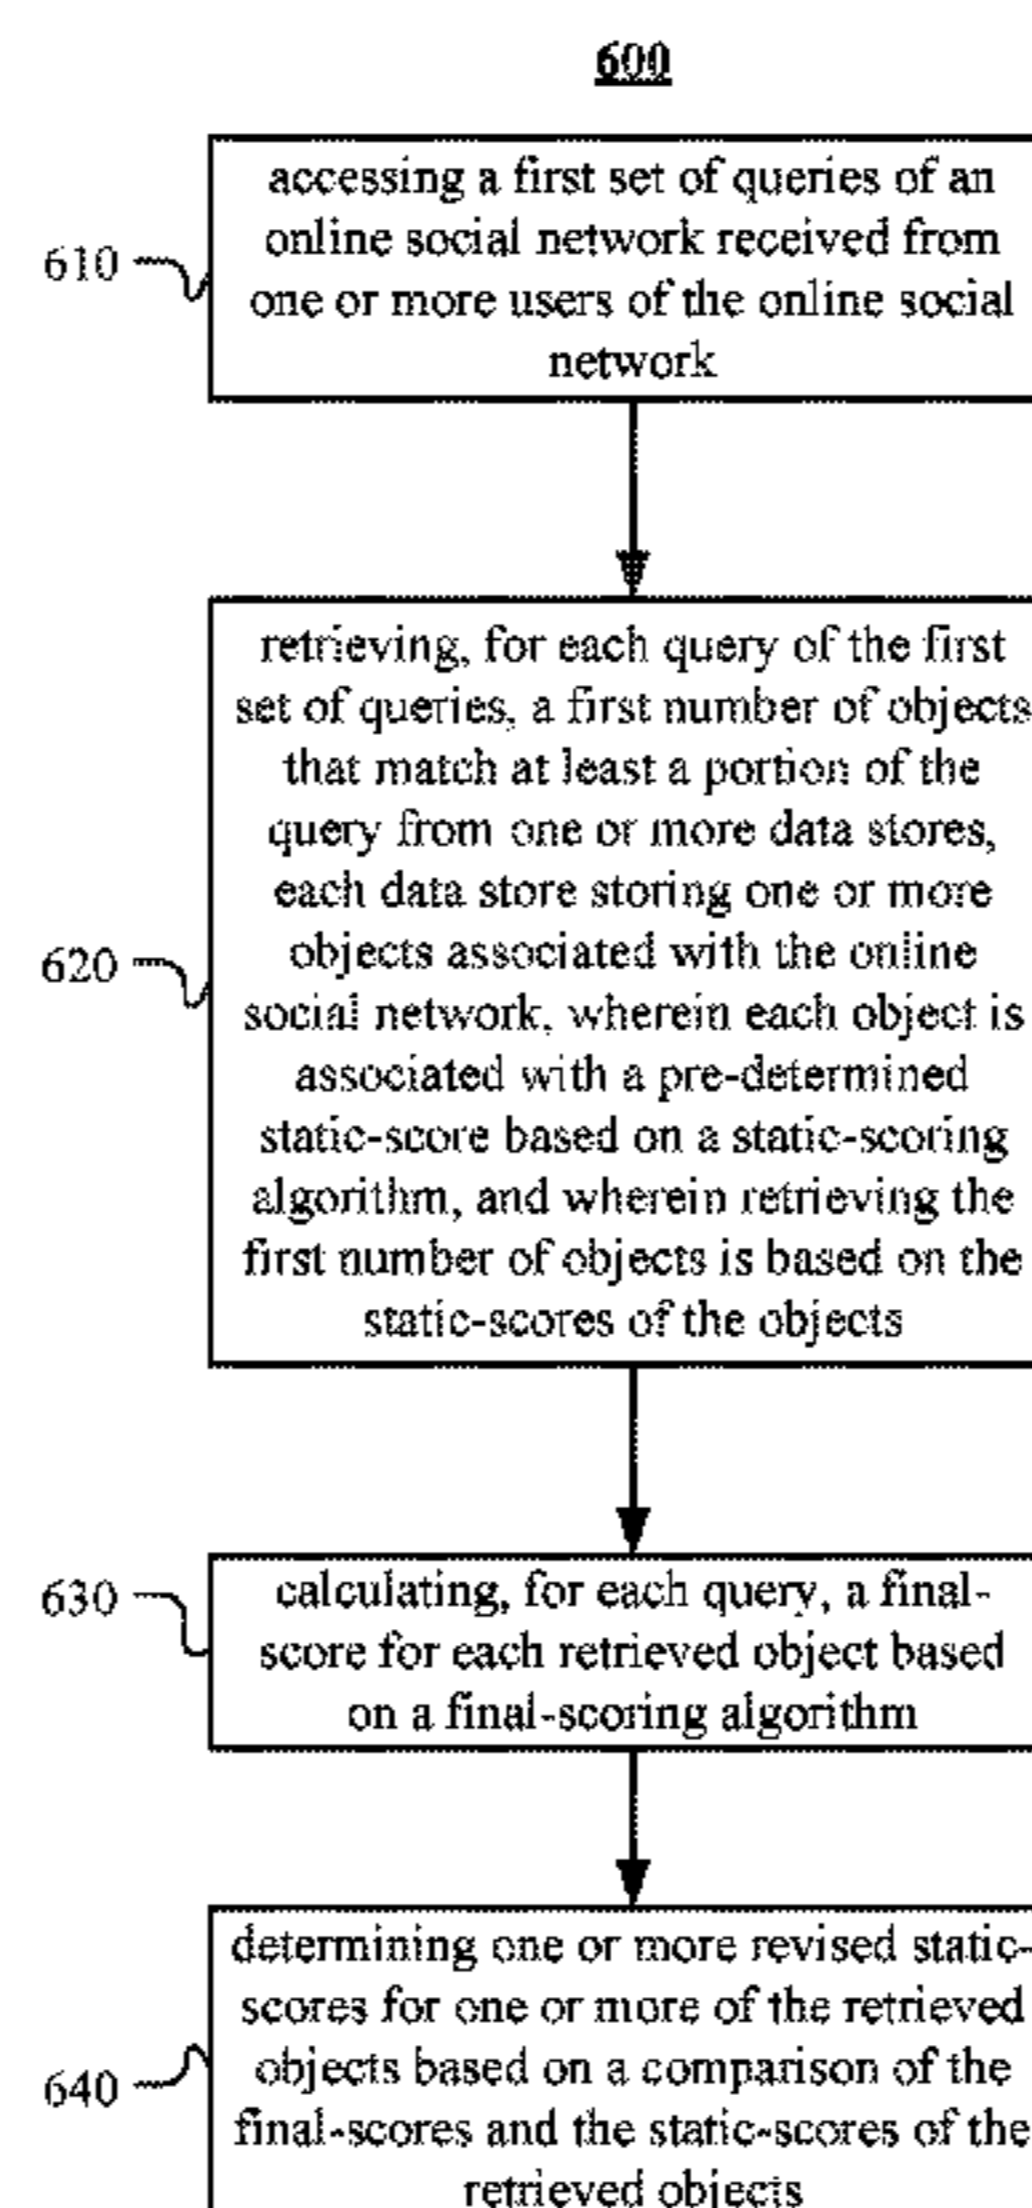 600
610
accessing a first set of queries of an
online social network received from
one or more users of the online social
network
620
retrieving, for each query of the first
set of queries, a first number of objects
that match at least a portion of the
query from one or more data stores,
each data store storing one or more
objects associated with the online
social network, wherein each object is
associated with a pre-determined
static-score based on a static-scoring
algorithm, and wherein retrieving the
first number of objects is based on the
static-scores of the objects
630
calculating, for each query, a final-
score for each retrieved object based
on a final-scoring algorithm
640
determining one or more revised static-
scores for one or more of the retrieved
objects based on a comparison of the
final-scores and the static-scores of the
retrieved objects